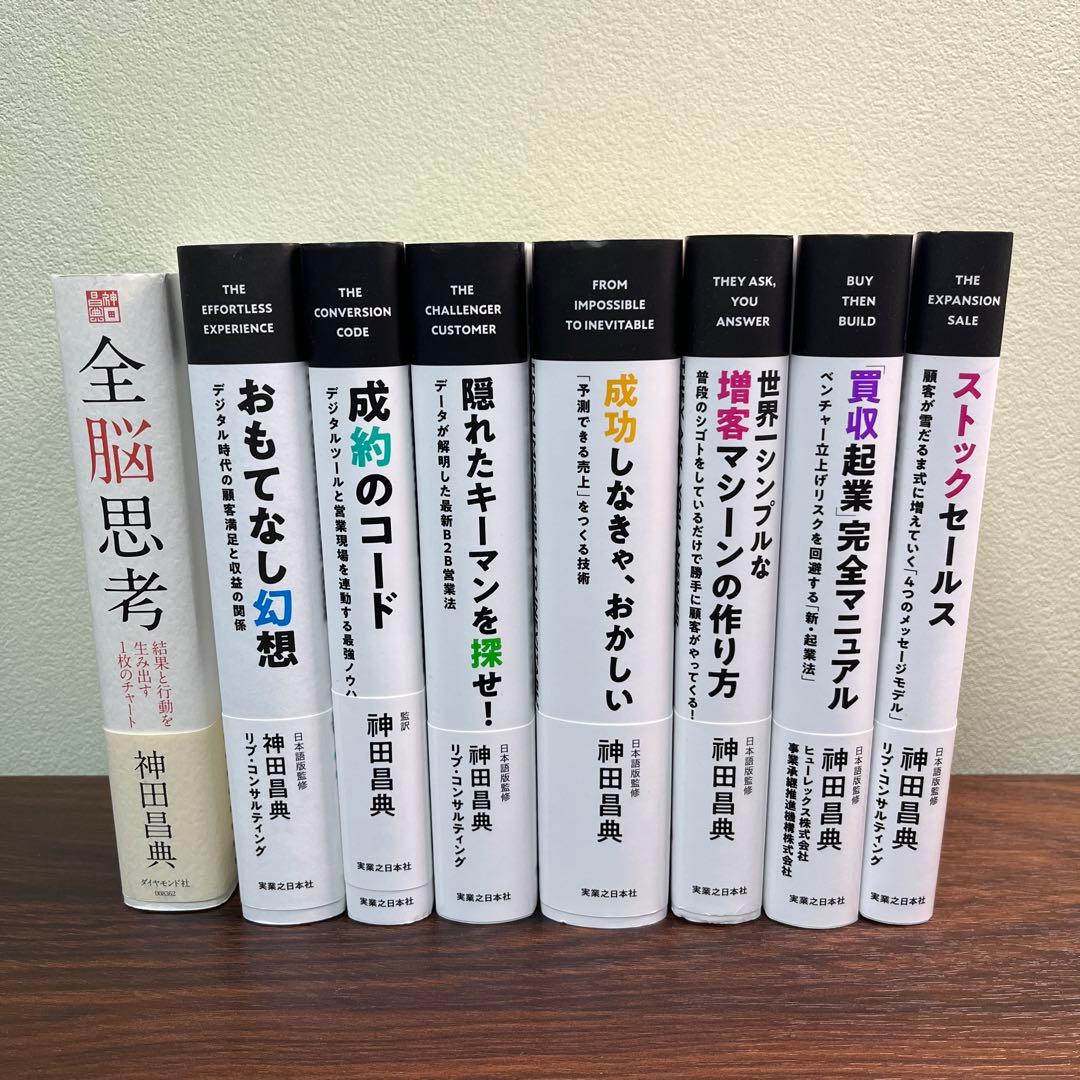 神田昌典
全脳思考
結果と行動を
生み出す
1枚のチャート
神田昌典
ダイヤモンド社
008362
THE
EFFORTLESS
EXPERIENCE
おもてなし幻想
デジタル時代の顧客満足と収益の関係
日本語版監修
神田昌典
リブ・コンサルティング
実業之日本社
THE
CONVERSION
CODE
成約のコード
デジタルツールと営業現場を連動する最強ノウハ
監訳
神田昌典
実業之日本社
THE
CHALLENGER
CUSTOMER
隠れたキーマンを探せ!
データが解明した最新B2B営業法
日本語版監修
神田昌典
リブ・コンサルティング
実業之日本社
FROM
IMPOSSIBLE
TO INEVITABLE
成功しなきゃ、おかしい
「予測できる売上」をつくる技術
神田昌典
実業之日本社
THEY ASK,
YOU
ANSWER
世界一シンプルな
増客マシーンの作り方
普段のシゴトをしているだけで勝手に顧客がやってくる!
日本語版監修
神田昌典
実業之日本社
BUY
THEN
BUILD
「買収起業」完全マニュアル
ベンチャー立上げリスクを回避する「新・起業法」
日本語版監修
神田昌典
ヒューレックス株式会社
事業承継推進機構株式会社
実業之日本社
THE
EXPANSION
SALE
ストックセールス
顧客が雪だるま式に増えていく「4つのメッセージモデル」
日本語版監修
神田昌典
リブ・コンサルティング
実業之日本社